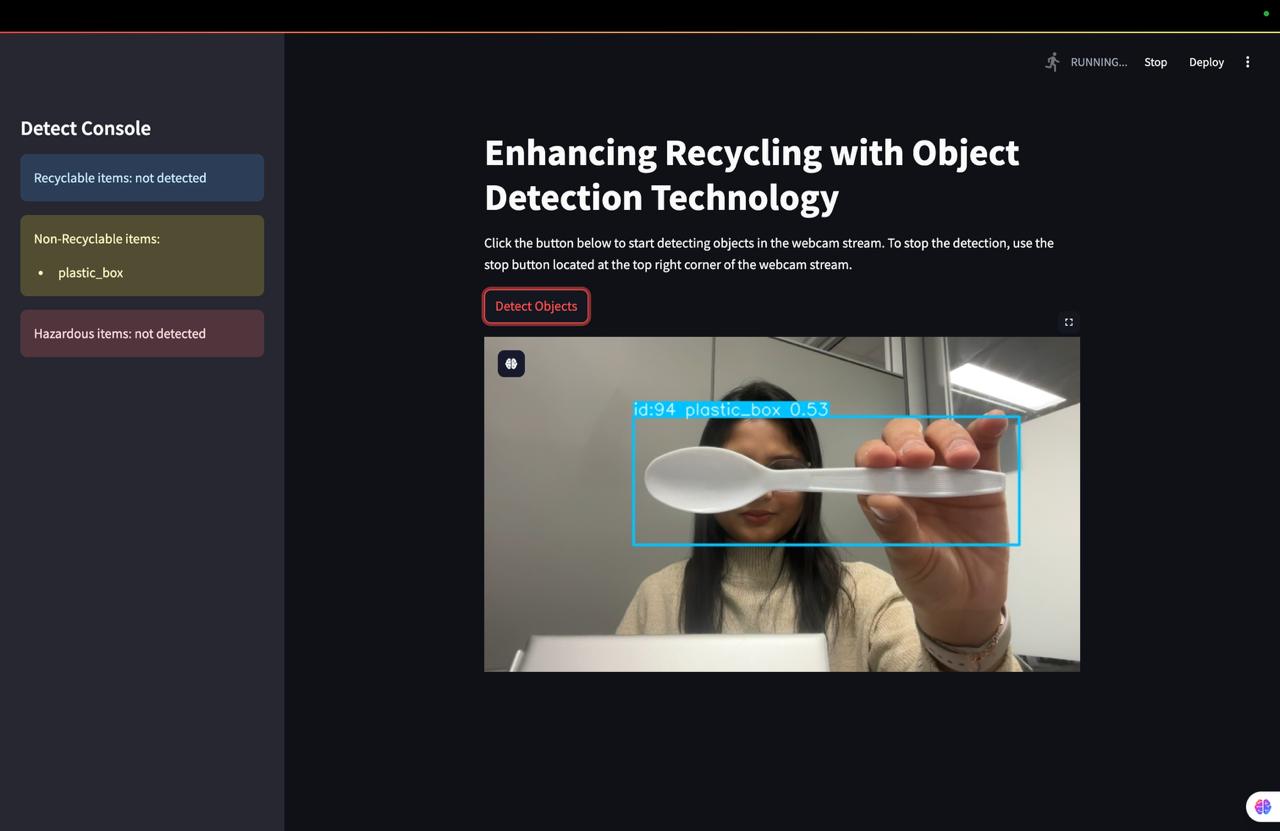 RUNNING...
Stop
Deploy
Detect Console
Recyclable items: not detected
Non-Recyclable items:
• plastic_box
Hazardous items: not detected
Enhancing Recycling with Object
Detection Technology
Click the button below to start detecting objects in the webcam stream. To stop the detection, use the
stop button located at the top right corner of the webcam stream.
Detect Objects
id:94 plastic_box 0.53